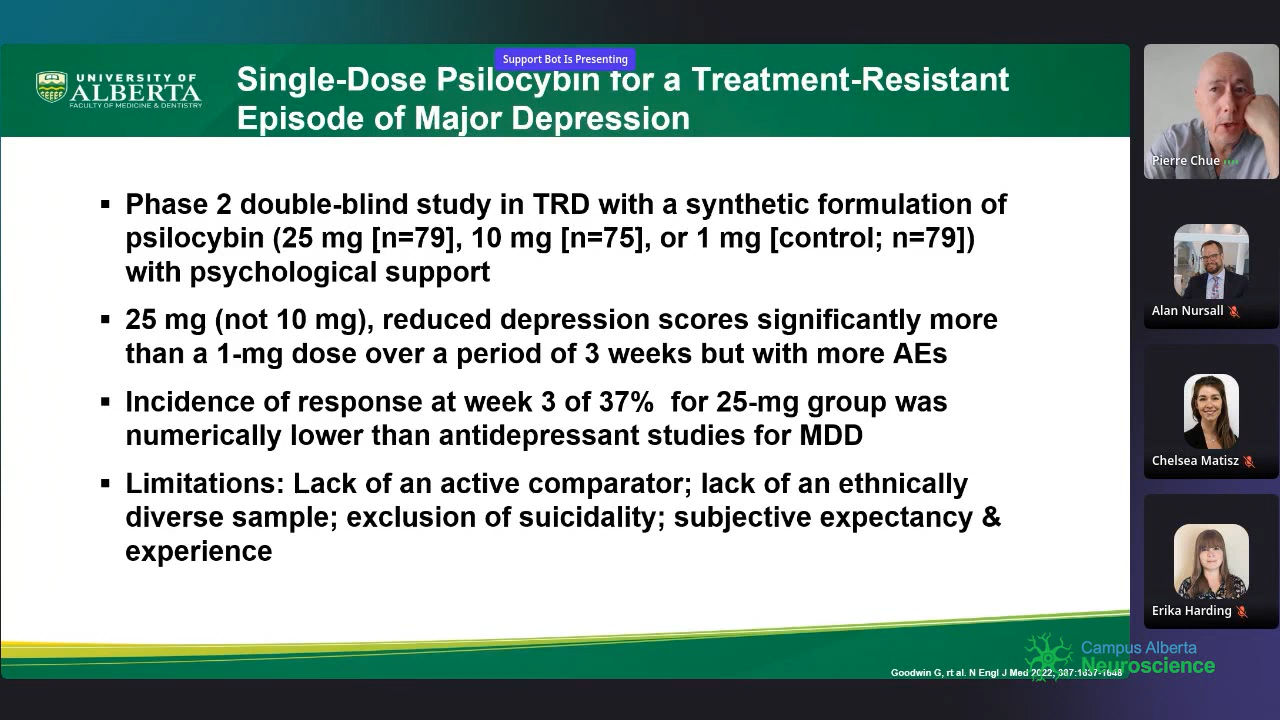 Support Bot Is Presenting
UNIVERSITY OF
ALBERTA
FACULTY OF MEDICINE & DENTISTRY
Single-Dose Psilocybin for a Treatment-Resistant
Episode of Major Depression
▪ Phase 2 double-blind study in TRD with a synthetic formulation of
psilocybin (25 mg [n=79], 10 mg [n=75], or 1 mg [control; n=79])
with psychological support
▪ 25 mg (not 10 mg), reduced depression scores significantly more
than a 1-mg dose over a period of 3 weeks but with more AEs
▪ Incidence of response at week 3 of 37%  for 25-mg group was
numerically lower than antidepressant studies for MDD
▪ Limitations: Lack of an active comparator; lack of an ethnically
diverse sample; exclusion of suicidality; subjective expectancy &
experience
Goodwin G, rt al. N Engl J Med 2022; 387:1637-1648
Pierre Chue
Alan Nursall
Chelsea Matisz
Erika Harding
Campus Alberta
Neuroscience